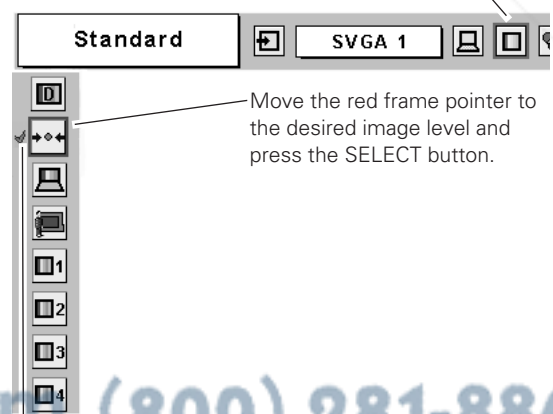 Standard
SVGA 1
D
Move the red frame pointer to
the desired image level and
press the SELECT button.
1
2
3
4
(800) 281-88